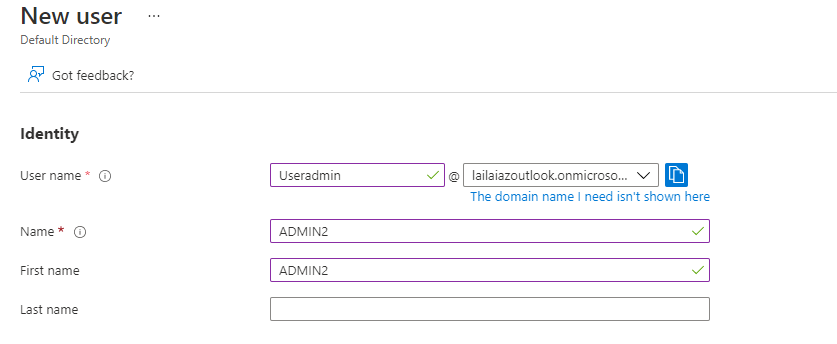 New user ...
Default Directory
Got feedback?
Identity
User name * Useradmin @ lailaiazoutlook.onmicroso...
The domain name I need isn't shown here
Name * ADMIN2
First name ADMIN2
Last name